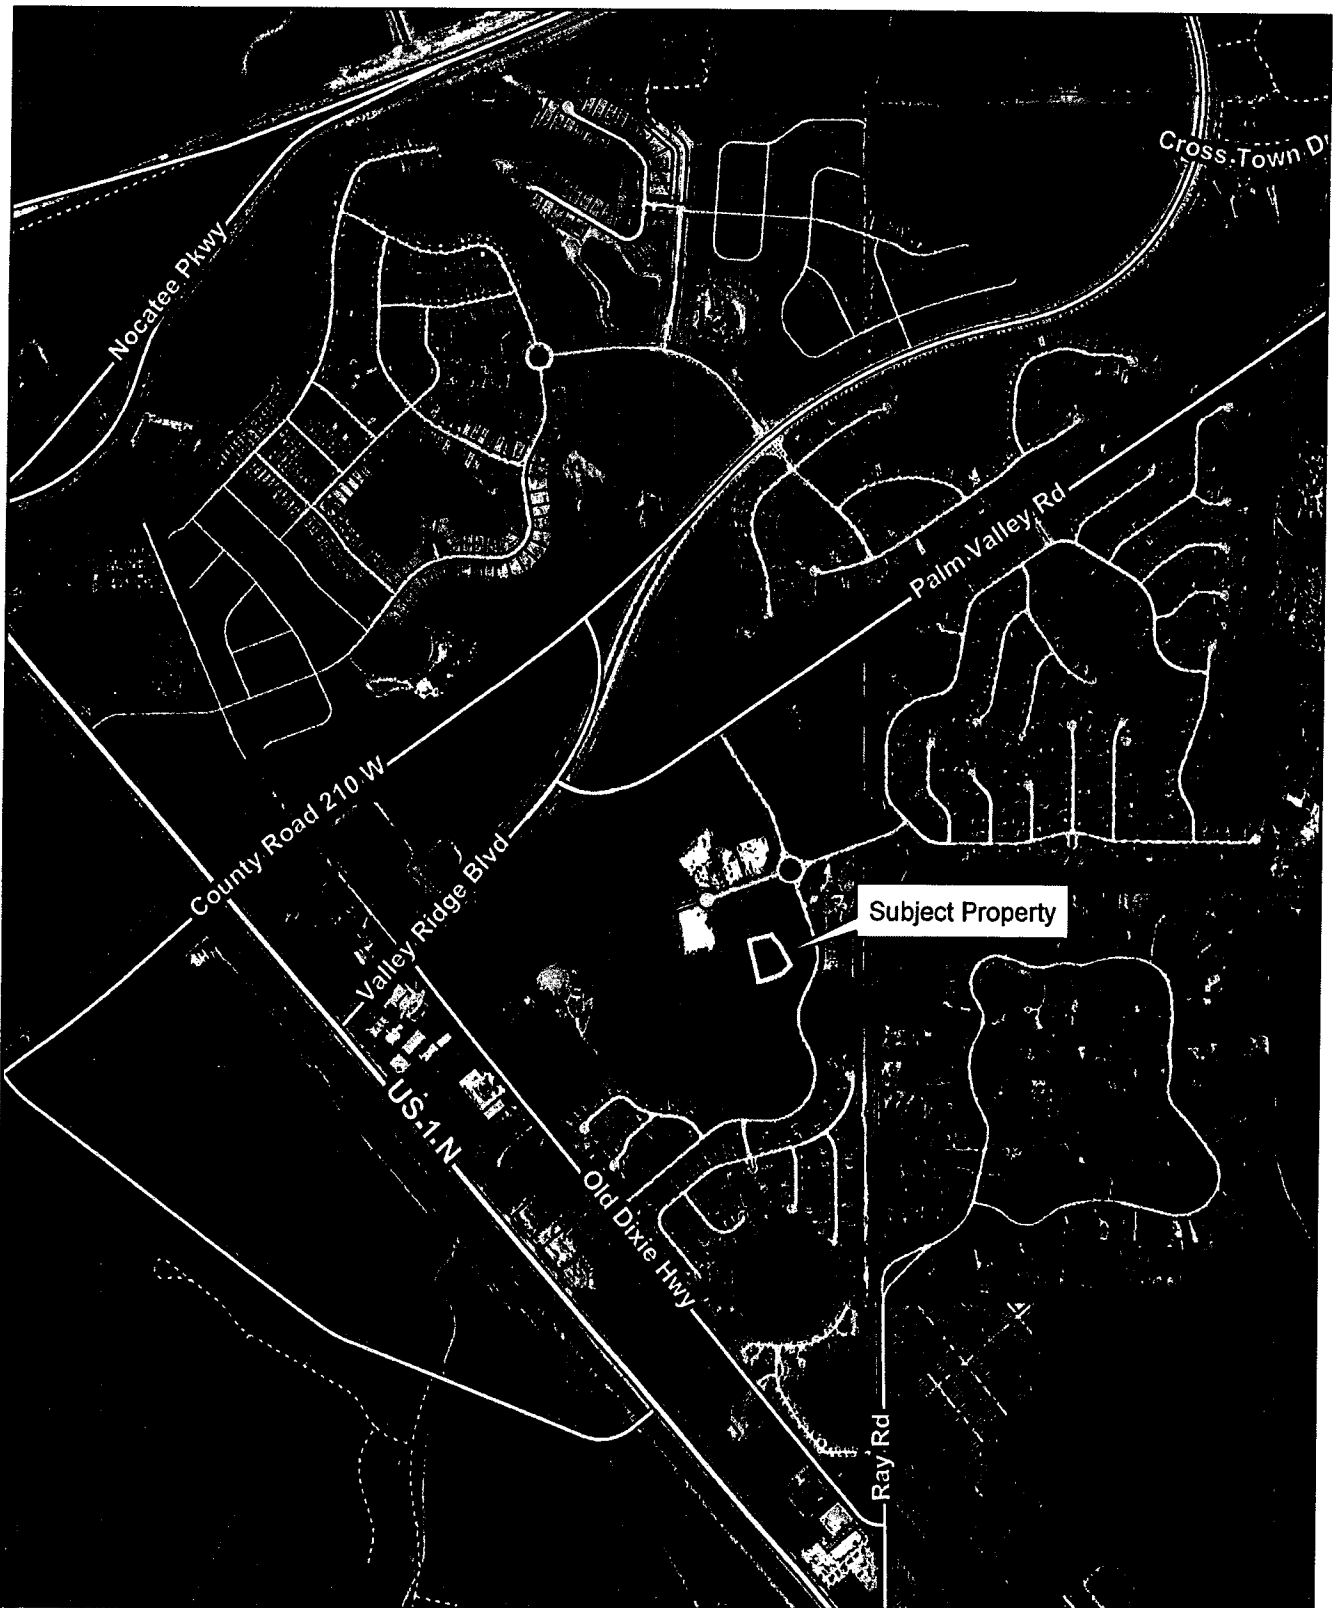 Cross Town D
Nocatee Pkwy
Palm Valley Rd
County Road 210 W
Valley Ridge Blvd
Subject Property
US 1 N
Old Dixie Hwy
Ray Rd